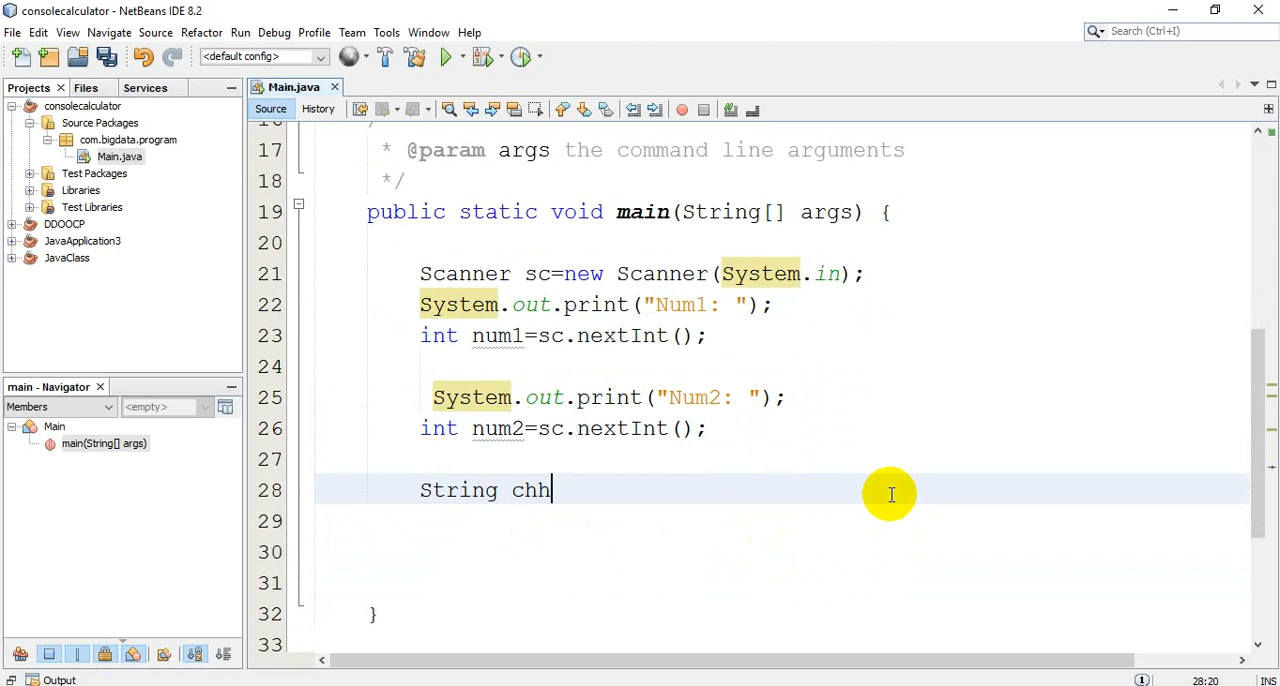 consolecalculator - NetBeans IDE 8.2
File Edit View Navigate Source Refactor Run Debug Profile Team Tools Window Help
Search (Ctrl+I)
<default config>
Projects Files Services
Main.java
consolecalculator
Source Packages
com.bigdata.program
Main.java
Test Packages
Libraries
Test Libraries
DDOOCP
JavaApplication3
JavaClass
main - Navigator
Members <empty>
Main
main(String[] args)
Source History
17 * @param args the command line arguments
18 */
19 public static void main(String[] args) {
20
21 Scanner sc=new Scanner(System.in);
22 System.out.print("Num1: ");
23 int num1=sc.nextInt();
24
25 System.out.print("Num2: ");
26 int num2=sc.nextInt();
27
28 String chh
29
30
31
32 }
33
Output
1 28:20 INS